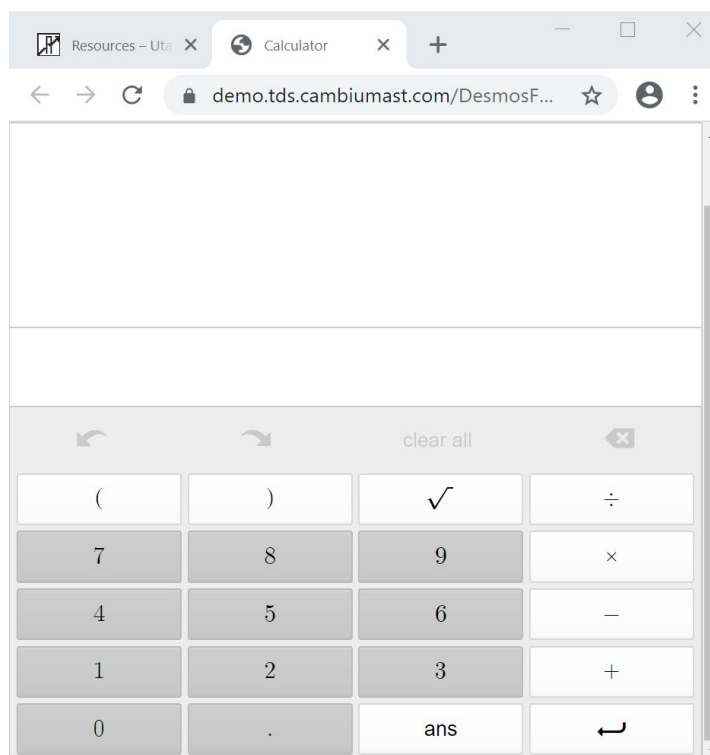 Resources – Uta
Calculator
demo.tds.cambiumast.com/DesmosF...
clear all
( ) √ ÷
7 8 9 ×
4 5 6 −
1 2 3 +
0 . ans